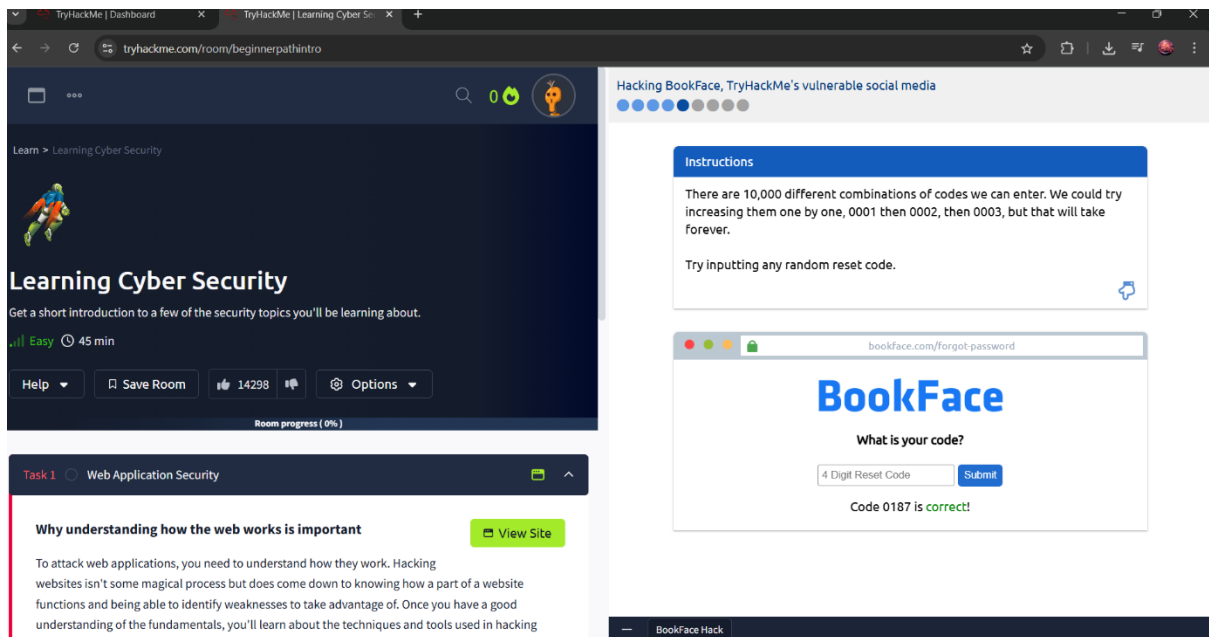 TryHackMe | Dashboard
TryHackMe | Learning Cyber Se
tryhackme.com/room/beginnerpathintro
0
Learn > Learning Cyber Security
Learning Cyber Security
Get a short introduction to a few of the security topics you'll be learning about.
Easy 45 min
Help
Save Room
14298
Options
Room progress ( 0% )
Task 1 Web Application Security
Why understanding how the web works is important
View Site
To attack web applications, you need to understand how they work. Hacking
websites isn't some magical process but does come down to knowing how a part of a website
functions and being able to identify weaknesses to take advantage of. Once you have a good
understanding of the fundamentals, you'll learn about the techniques and tools used in hacking
Hacking BookFace, TryHackMe's vulnerable social media
Instructions
There are 10,000 different combinations of codes we can enter. We could try
increasing them one by one, 0001 then 0002, then 0003, but that will take
forever.
Try inputting any random reset code.
bookface.com/forgot-password
BookFace
What is your code?
4 Digit Reset Code
Submit
Code 0187 is correct!
BookFace Hack